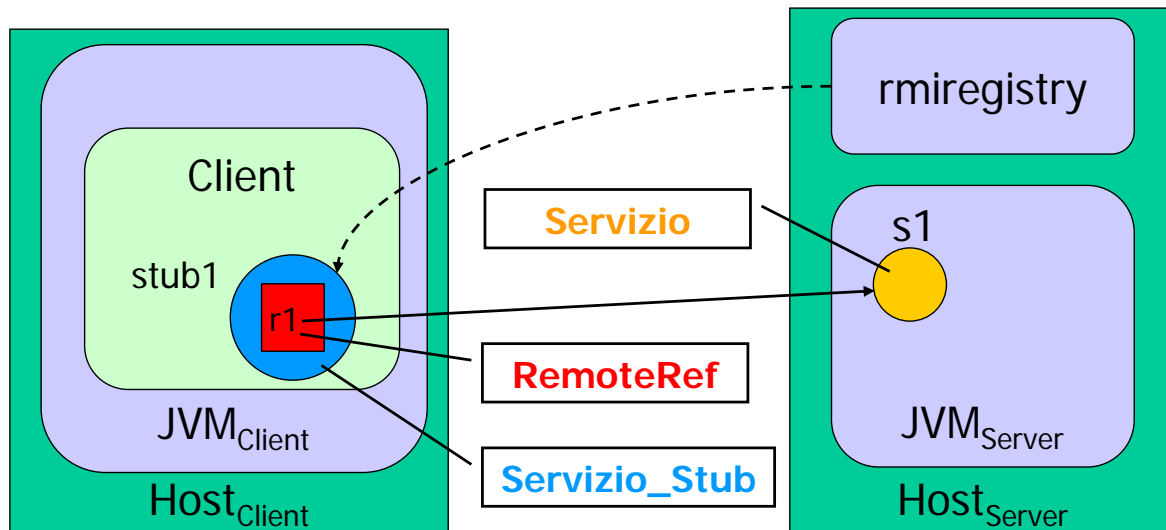 rmiregistry
Client
Servizio
s1
stub1
r1
RemoteRef
JVMClient
JVMServer
Servizio_Stub
HostClient
HostServer